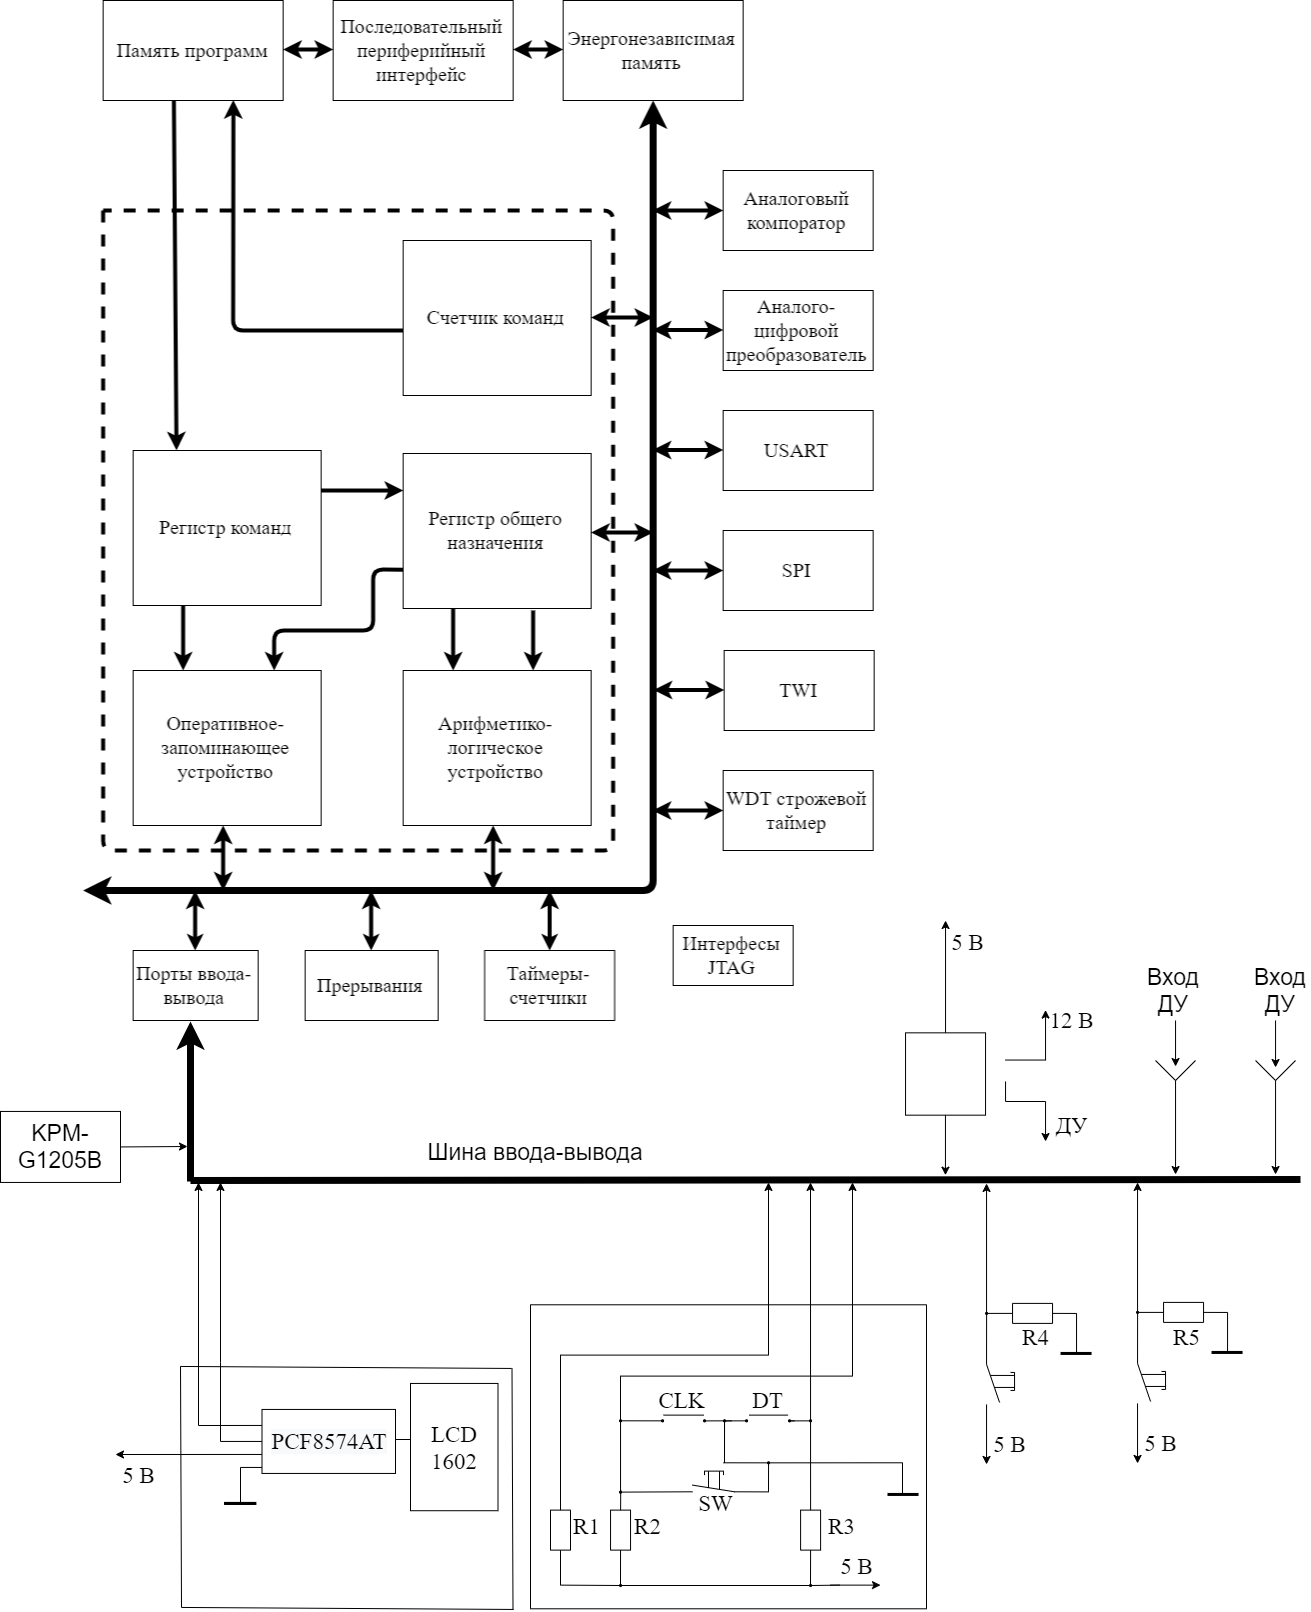 Память программ
Последовательный
периферийный
интерфейс
Энергонезависимая
память
Аналоговый
компоратор
Счетчик команд
Аналого-
цифровой
преобразователь
USART
Регистр команд
Регистр общего
назначения
SPI
TWI
Оперативное-
запоминающее
устройство
Арифметико-
логическое
устройство
WDT строжевой
таймер
Порты ввода-
вывода
Прерывания
Таймеры-
счетчики
Интерфесы
JTAG
5 В
12 В
ДУ
Вход
ДУ
Вход
ДУ
KPM-
G1205B
Шина ввода-вывода
R4
R5
5 В
5 В
PCF8574AT
LCD
1602
5 В
CLK
DT
SW
R1
R2
R3
5 В